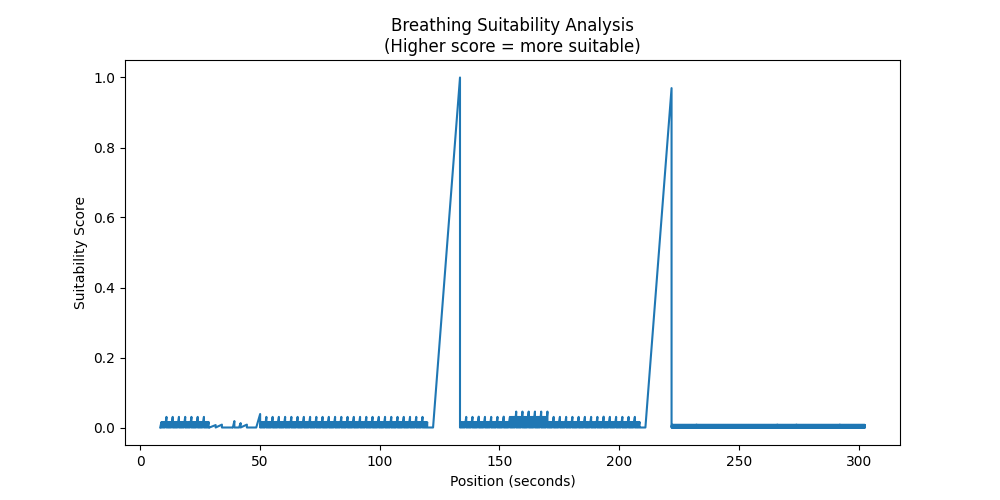 Breathing Suitability Analysis
(Higher score = more suitable)
Suitability Score
1.0
0.8
0.6
0.4
0.2
0.0
0 50 100 150 200 250 300
Position (seconds)